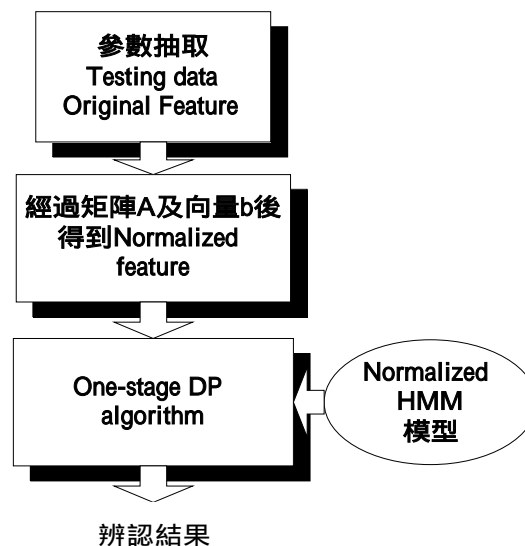 參數抽取
Testing data
Original Feature
經過矩陣A及向量b後
得到Normalized
feature
One-stage DP
algorithm
Normalized
HMM
模型
辨認結果